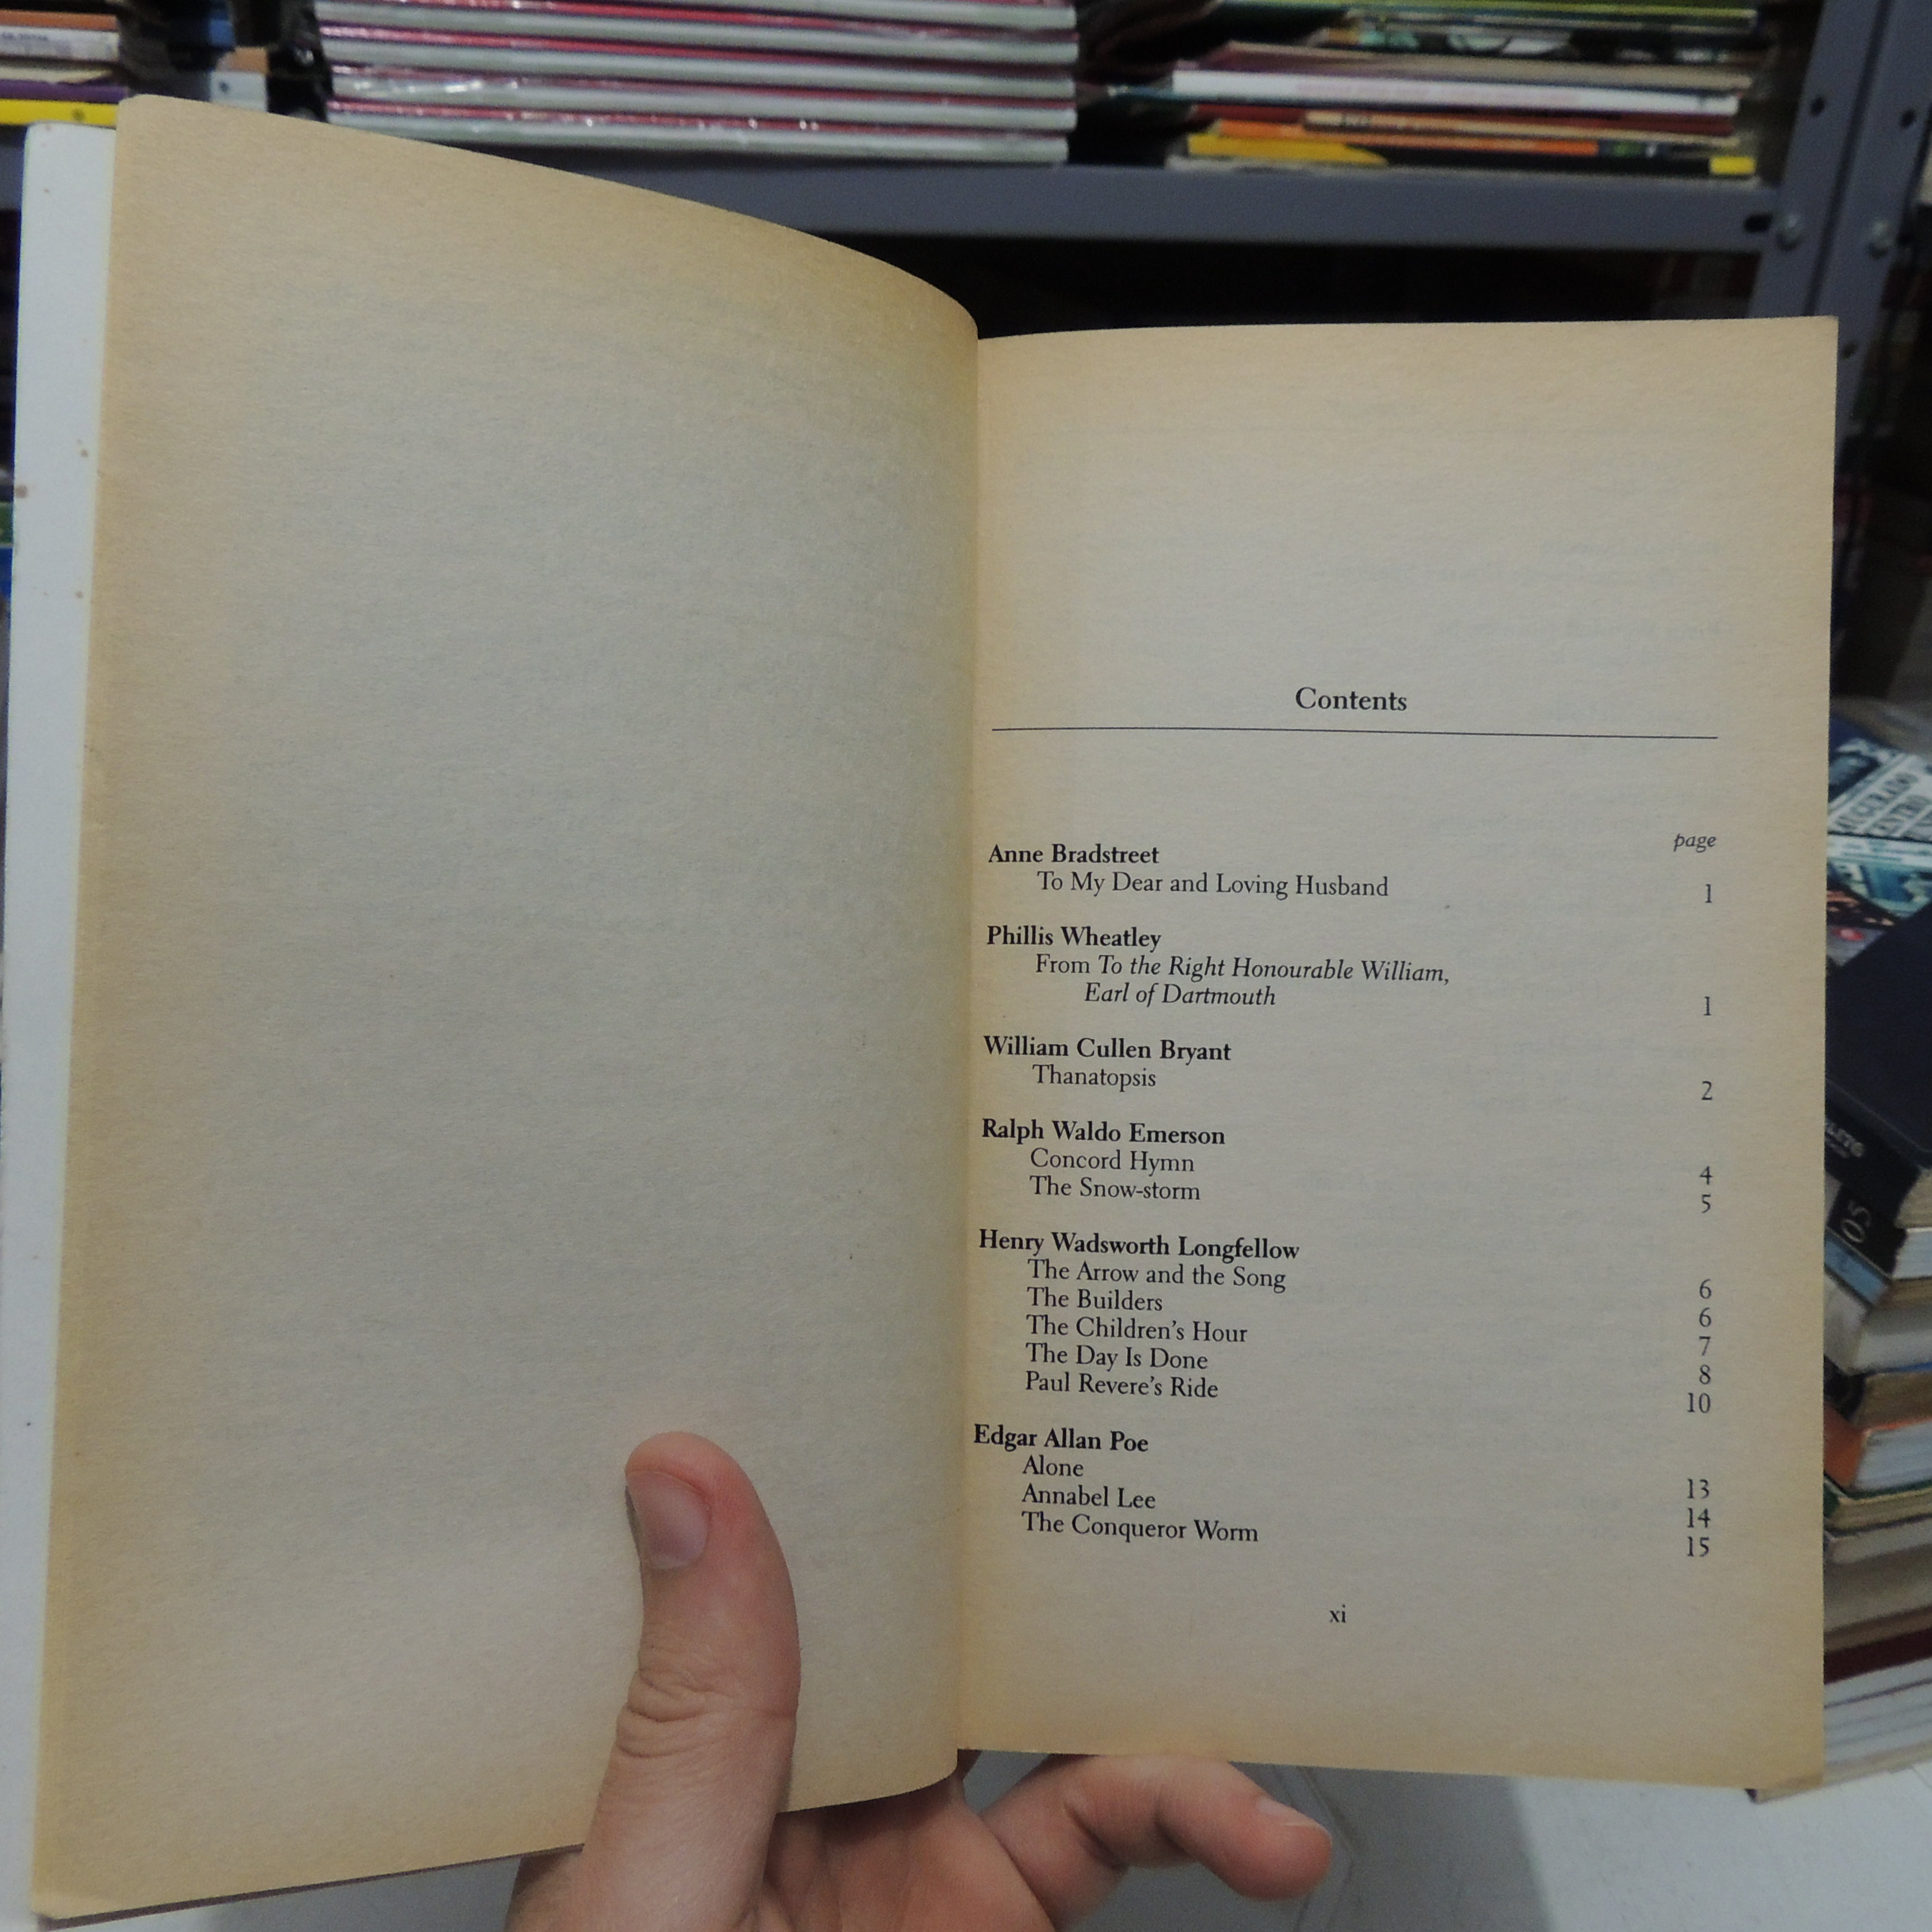 Contents
page
Anne Bradstreet
To My Dear and Loving Husband 1
Phillis Wheatley
From To the Right Honourable William,
Earl of Dartmouth 1
William Cullen Bryant
Thanatopsis 2
Ralph Waldo Emerson
Concord Hymn 4
The Snow-storm 5
Henry Wadsworth Longfellow
The Arrow and the Song 6
The Builders 6
The Children's Hour 7
The Day Is Done 8
Paul Revere's Ride 10
Edgar Allan Poe
Alone 13
Annabel Lee 14
The Conqueror Worm 15
xi